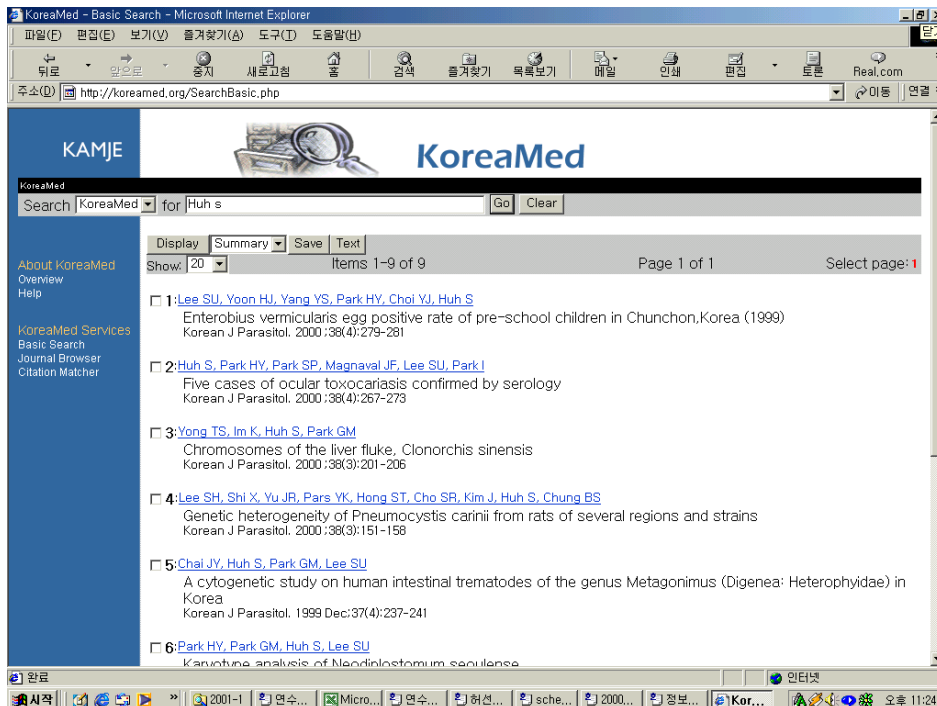 KoreaMed - Basic Search - Microsoft Internet Explorer
파일(F) 편집(E) 보기(V) 즐겨찾기(A) 도구(T) 도움말(H)
뒤로 앞으로 중지 새로고침 홈 검색 즐겨찾기 목록보기 메일 인쇄 편집 토론 Real.com
주소(D) http://koreamed.org/SearchBasic.php 이동 연결
KAMJE KoreaMed
KoreaMed
Search KoreaMed for Huh s Go Clear
Display Summary Save Text
Show: 20 Items 1-9 of 9 Page 1 of 1 Select page: 1
About KoreaMed
Overview
Help
KoreaMed Services
Basic Search
Journal Browser
Citation Matcher
1:Lee SU, Yoon HJ, Yang YS, Park HY, Choi YJ, Huh S
Enterobius vermicularis egg positive rate of pre-school children in Chunchon,Korea (1999)
Korean J Parasitol. 2000 ;38(4):279-281
2:Huh S, Park HY, Park SP, Magnaval JF, Lee SU, Park I
Five cases of ocular toxocariasis confirmed by serology
Korean J Parasitol. 2000 ;38(4):267-273
3:Yong TS, Im K, Huh S, Park GM
Chromosomes of the liver fluke, Clonorchis sinensis
Korean J Parasitol. 2000 ;38(3):201-206
4:Lee SH, Shi X, Yu JR, Pars YK, Hong ST, Cho SR, Kim J, Huh S, Chung BS
Genetic heterogeneity of Pneumocystis carinii from rats of several regions and strains
Korean J Parasitol. 2000 ;38(3):151-158
5:Chai JY, Huh S, Park GM, Lee SU
A cytogenetic study on human intestinal trematodes of the genus Metagonimus (Digenea: Heterophyidae) in
Korea
Korean J Parasitol. 1999 Dec;37(4):237-241
6:Park HY, Park GM, Huh S, Lee SU
Karyotype analysis of Neodiplostomum seoulense
완료 인터넷
시작 2001-1 연수... Micro... 연수... 허선... sche... 2000... 정보... Kor... 오후 11:24